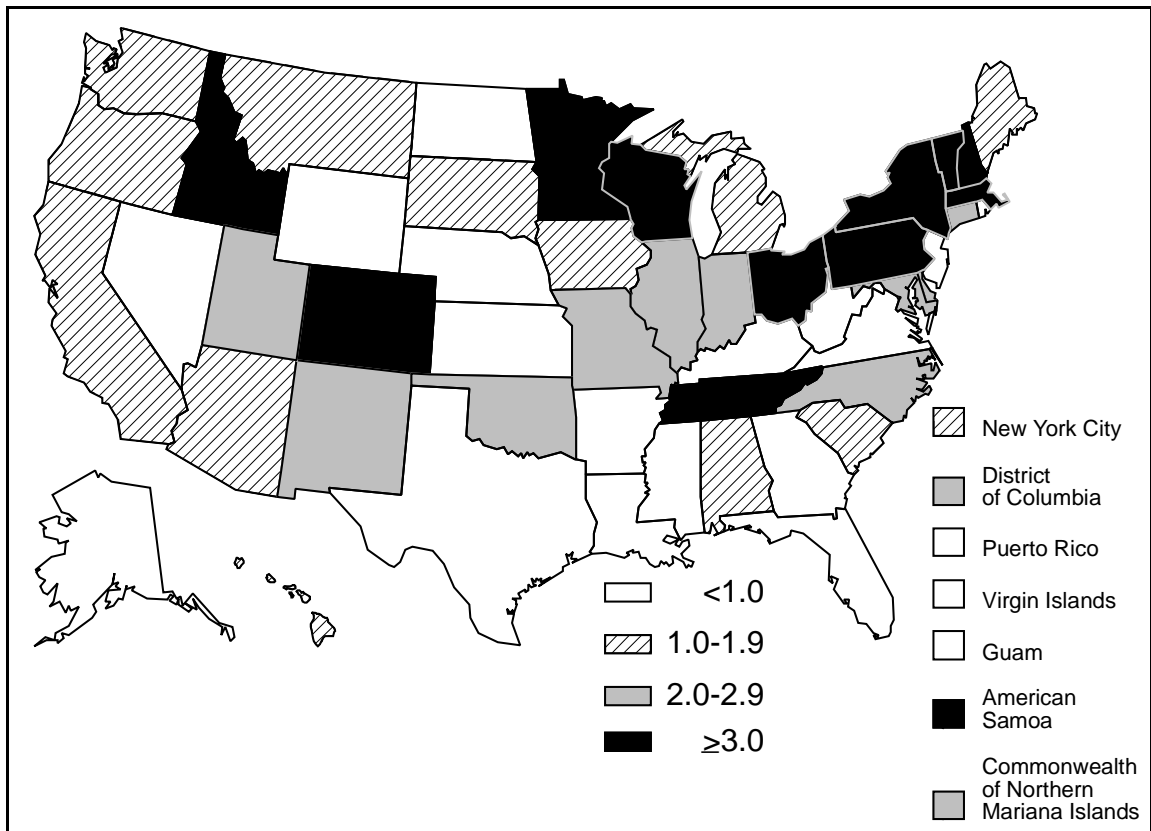 New York City
District
of Columbia
Puerto Rico
Virgin Islands
Guam
American
Samoa
Commonwealth
of Northern
Mariana Islands
<1.0
1.0-1.9
2.0-2.9
≥3.0